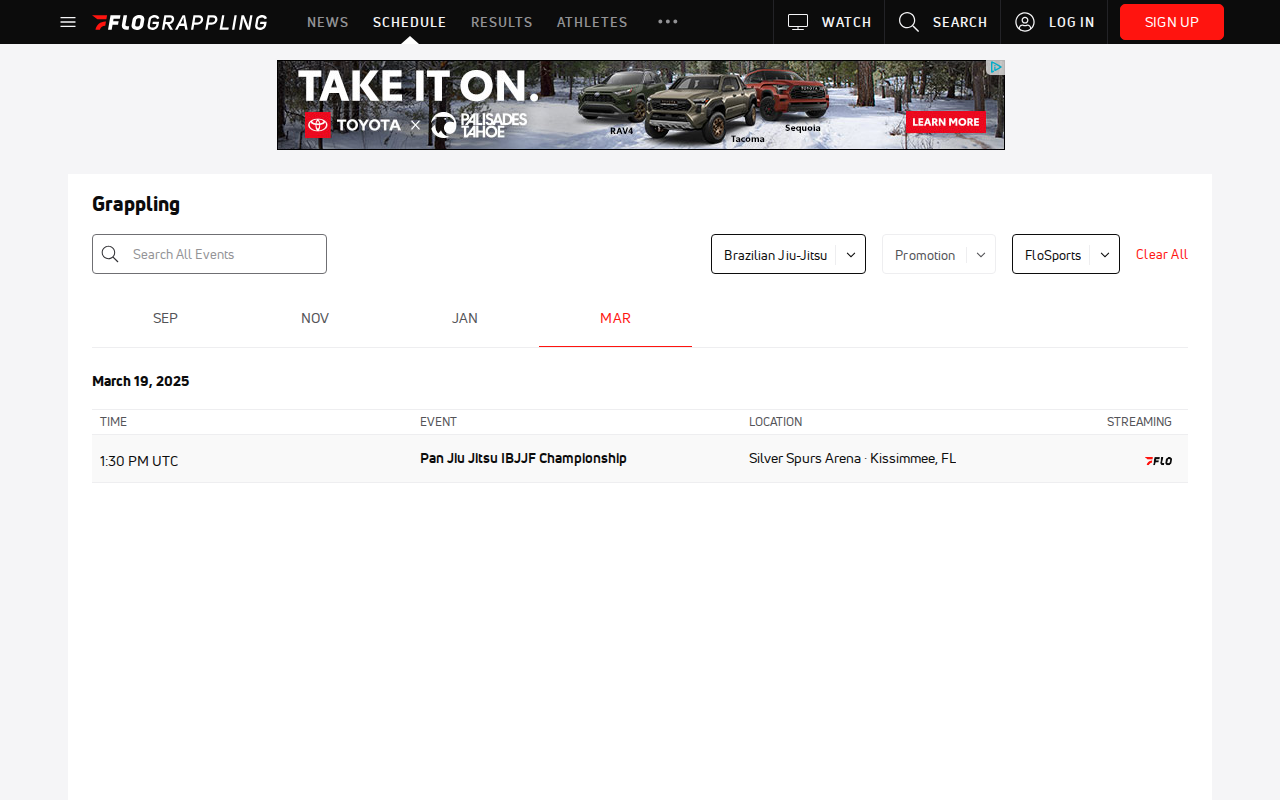 FLOGRAPPLING NEWS SCHEDULE RESULTS ATHLETES WATCH SEARCH LOG IN SIGN UP
TAKE IT ON.
TOYOTA × PALISADES TAHOE
RAV4
Tacoma
Sequoia
LEARN MORE
Grappling
Search All Events
Brazilian Jiu-Jitsu
Promotion
FloSports
Clear All
SEP NOV JAN MAR
March 19, 2025
TIME EVENT LOCATION STREAMING
1:30 PM UTC Pan Jiu Jitsu IBJJF Championship Silver Spurs Arena · Kissimmee, FL FLO